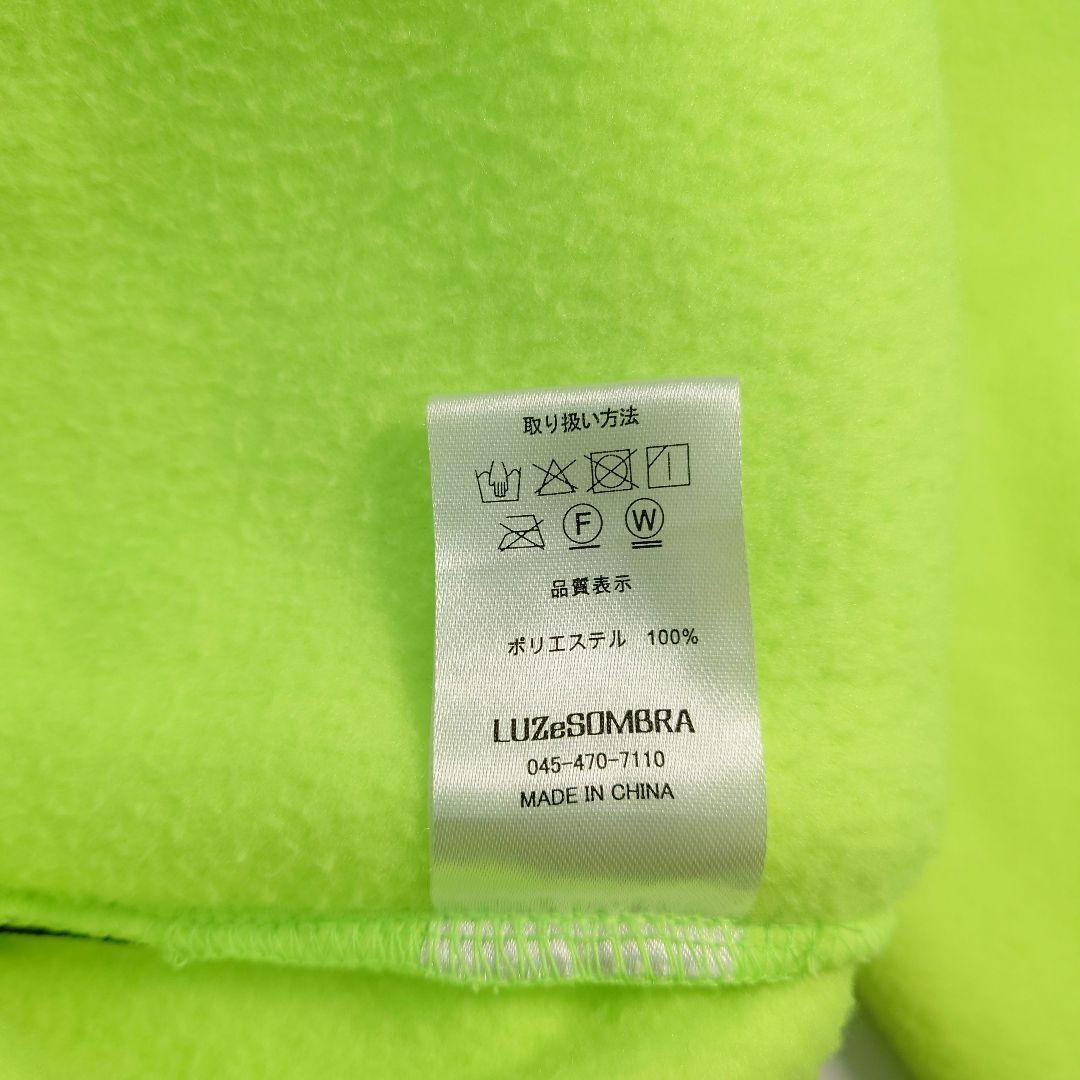 取り扱い方法
F W
品質表示
ポリエステル 100%
LUZeSOMBRA
045-470-7110
MADE IN CHINA